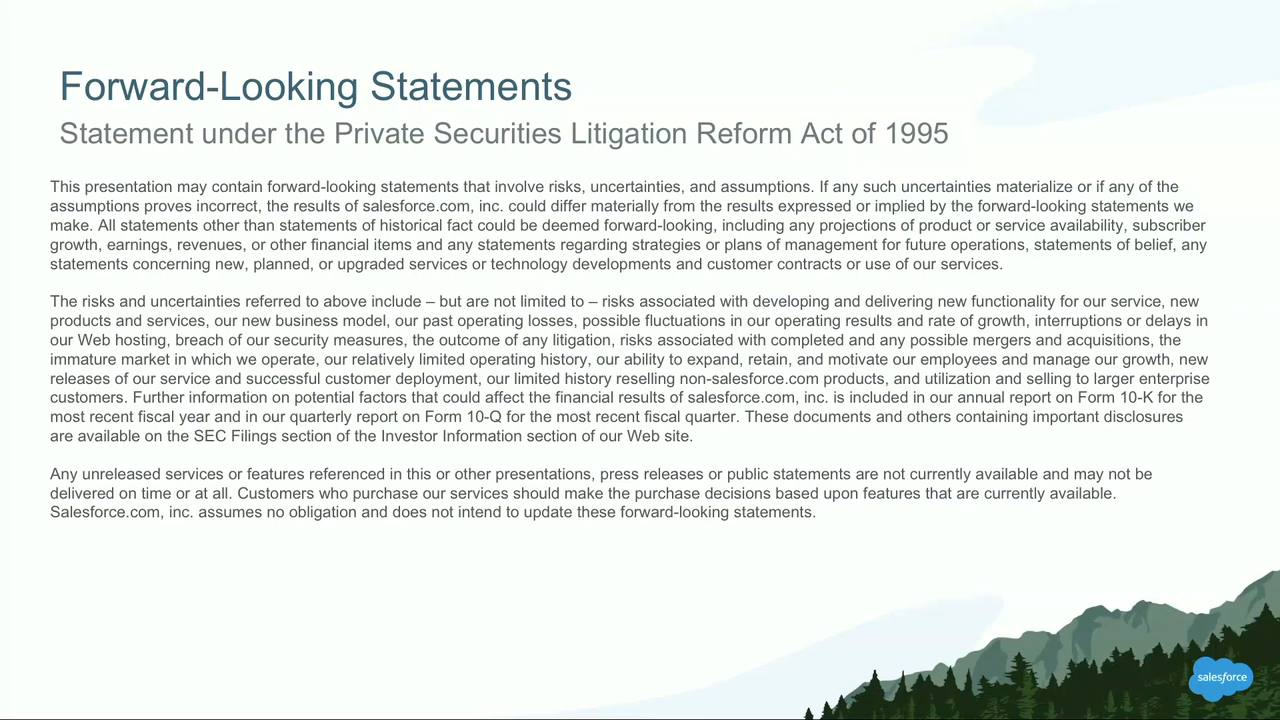 Forward-Looking Statements
Statement under the Private Securities Litigation Reform Act of 1995
This presentation may contain forward-looking statements that involve risks, uncertainties, and assumptions. If any such uncertainties materialize or if any of the
assumptions proves incorrect, the results of salesforce.com, inc. could differ materially from the results expressed or implied by the forward-looking statements we
make. All statements other than statements of historical fact could be deemed forward-looking, including any projections of product or service availability, subscriber
growth, earnings, revenues, or other financial items and any statements regarding strategies or plans of management for future operations, statements of belief, any
statements concerning new, planned, or upgraded services or technology developments and customer contracts or use of our services.
The risks and uncertainties referred to above include – but are not limited to – risks associated with developing and delivering new functionality for our service, new
products and services, our new business model, our past operating losses, possible fluctuations in our operating results and rate of growth, interruptions or delays in
our Web hosting, breach of our security measures, the outcome of any litigation, risks associated with completed and any possible mergers and acquisitions, the
immature market in which we operate, our relatively limited operating history, our ability to expand, retain, and motivate our employees and manage our growth, new
releases of our service and successful customer deployment, our limited history reselling non-salesforce.com products, and utilization and selling to larger enterprise
customers. Further information on potential factors that could affect the financial results of salesforce.com, inc. is included in our annual report on Form 10-K for the
most recent fiscal year and in our quarterly report on Form 10-Q for the most recent fiscal quarter. These documents and others containing important disclosures
are available on the SEC Filings section of the Investor Information section of our Web site.
Any unreleased services or features referenced in this or other presentations, press releases or public statements are not currently available and may not be
delivered on time or at all. Customers who purchase our services should make the purchase decisions based upon features that are currently available.
Salesforce.com, inc. assumes no obligation and does not intend to update these forward-looking statements.
salesforce